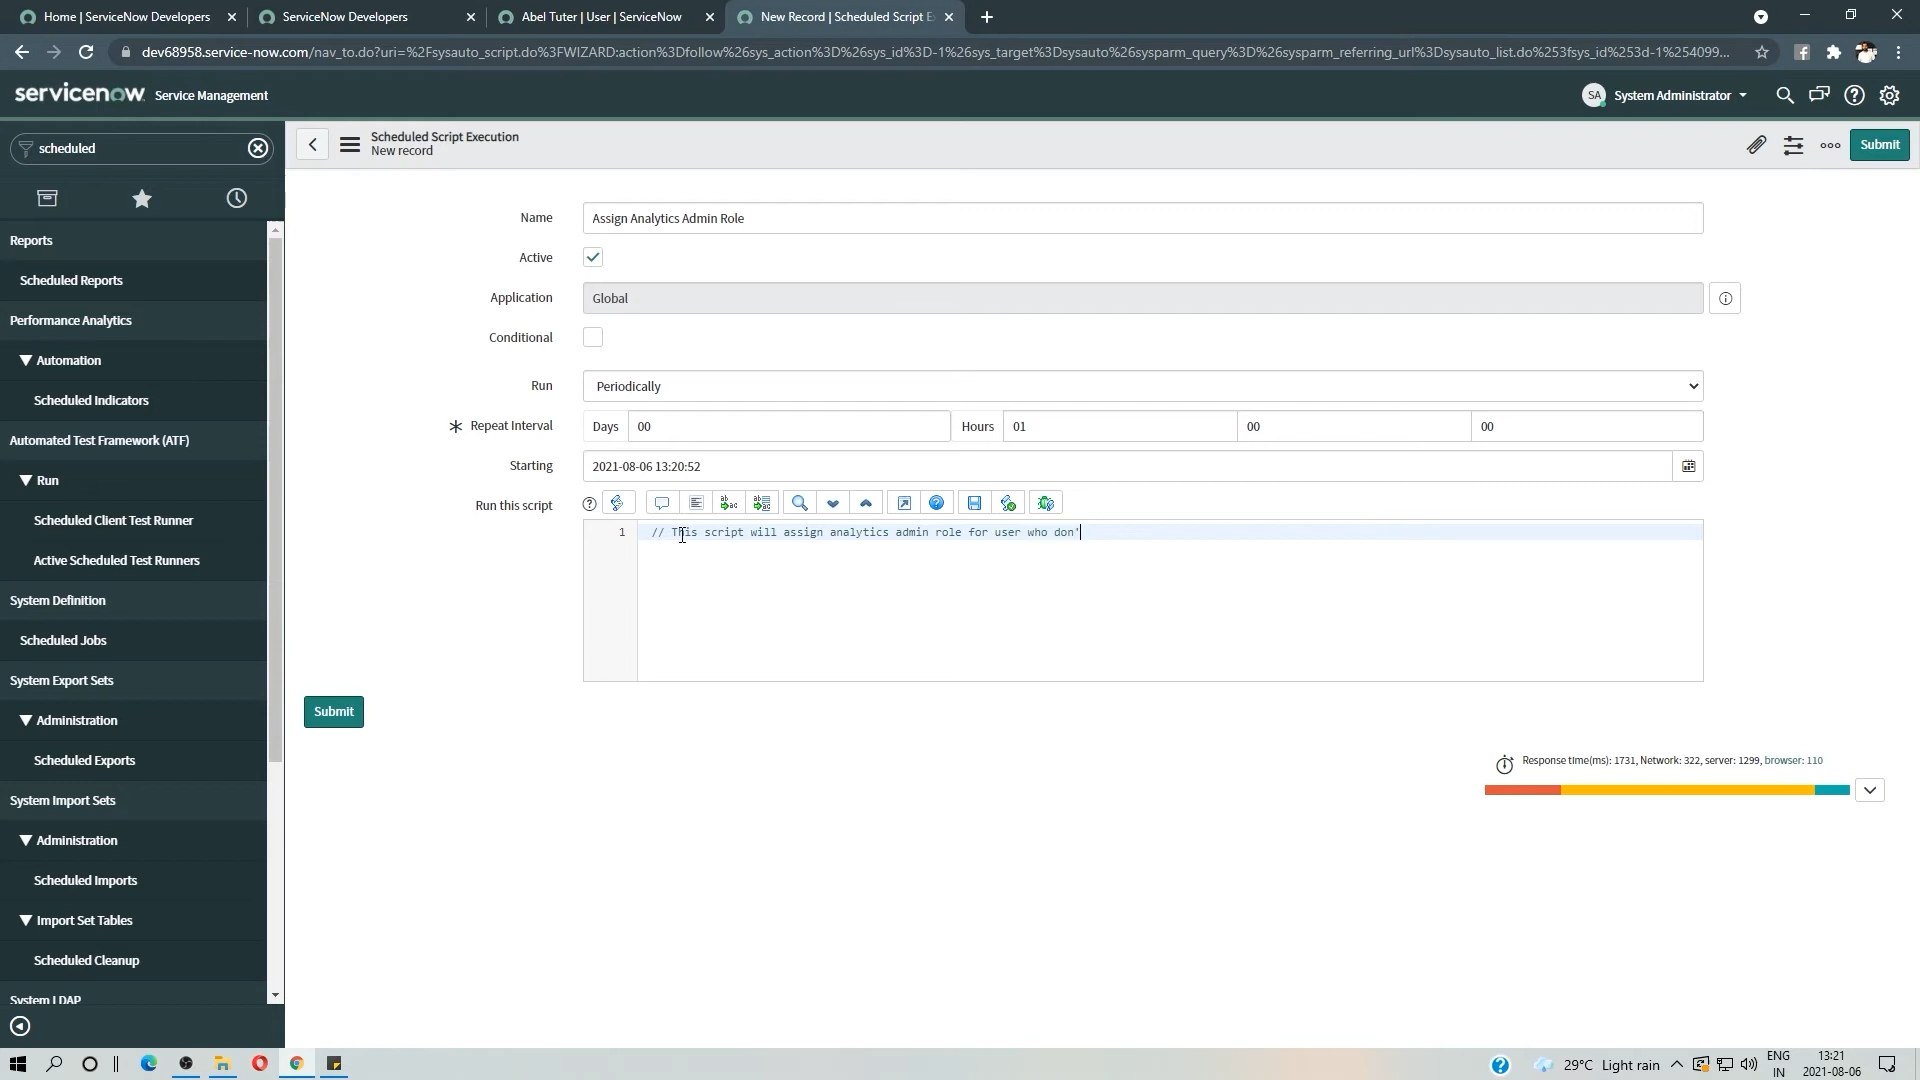 Home | ServiceNow Developers
ServiceNow Developers
Abel Tuter | User | ServiceNow
New Record | Scheduled Script E
dev68958.service-now.com/nav_to.do?uri=%2Fsysauto_script.do%3FWIZARD:action%3Dfollow%26sys_action%3D%26sys_id%3D-1%26sys_target%3Dsysauto%26sysparm_query%3D%26sysparm_referring_url%3Dsysauto_list.do%253fsys_id%253d-1%254099...
servicenow Service Management
SA System Administrator
scheduled
Scheduled Script Execution
New record
Submit
Reports
Scheduled Reports
Performance Analytics
Automation
Scheduled Indicators
Automated Test Framework (ATF)
Run
Scheduled Client Test Runner
Active Scheduled Test Runners
System Definition
Scheduled Jobs
System Export Sets
Administration
Scheduled Exports
System Import Sets
Administration
Scheduled Imports
Import Set Tables
Scheduled Cleanup
System LDAP
Name Assign Analytics Admin Role
Active
Application Global
Conditional
Run Periodically
Repeat Interval Days 00 Hours 01 00 00
Starting 2021-08-06 13:20:52
Run this script
1 // This script will assign analytics admin role for user who don'
Submit
Response time(ms): 1731, Network: 322, server: 1299, browser: 110
29°C Light rain
ENG
IN
13:21
2021-08-06